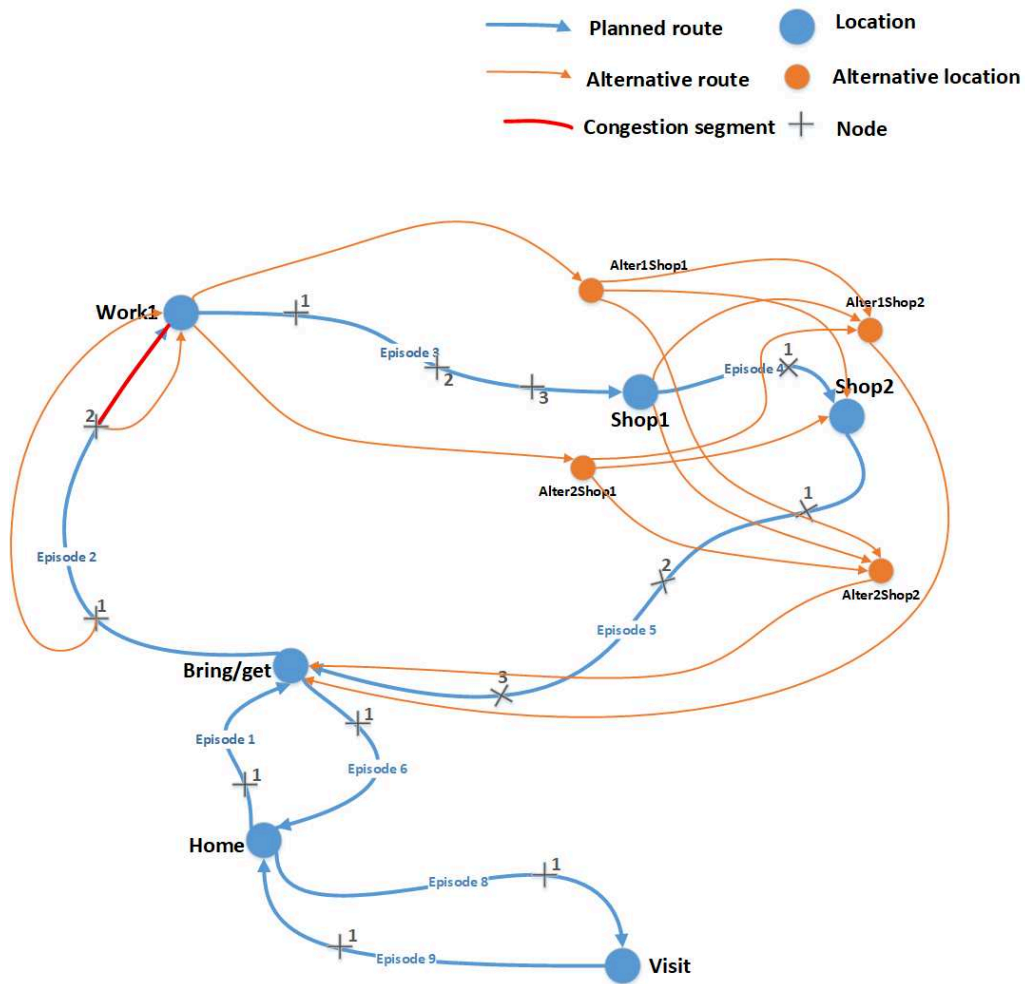 Planned route
Location
Alternative route
Alternative location
Congestion segment
Node
Alter1Shop1
Work1
1
Alter1Shop2
Episode 3
1
Episode 4
2
3
Shop2
Shop1
2
Alter2Shop1
1
Episode 2
2
Alter2Shop2
1
Episode 5
Bring/get
3
1
Episode 1
Episode 6
1
Home
1
Episode 8
1
Episode 9
Visit